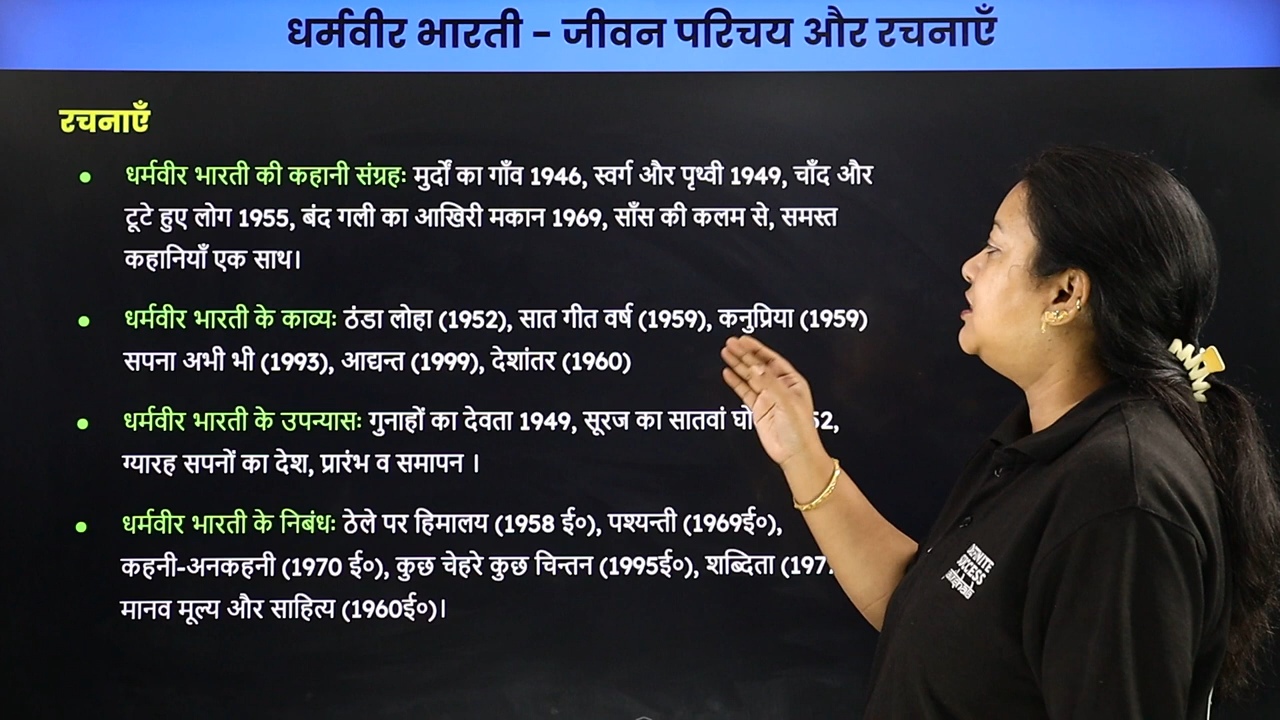 धर्मवीर भारती - जीवन परिचय और रचनाएँ
रचनाएँ
धर्मवीर भारती की कहानी संग्रहः मुर्दों का गाँव 1946, स्वर्ग और पृथ्वी 1949, चाँद और
टूटे हुए लोग 1955, बंद गली का आखिरी मकान 1969, साँस की कलम से, समस्त
कहानियाँ एक साथ।
धर्मवीर भारती के काव्यः ठंडा लोहा (1952), सात गीत वर्ष (1959), कनुप्रिया (1959)
सपना अभी भी (1993), आद्यन्त (1999), देशांतर (1960)
धर्मवीर भारती के उपन्यासः गुनाहों का देवता 1949, सूरज का सातवां
ग्यारह सपनों का देश, प्रारंभ व समापन ।
धर्मवीर भारती के निबंधः ठेले पर हिमालय (1958 ई०), पश्यन्ती (1969ई०),
कहनी-अनकहनी (1970 ई०), कुछ चेहरे कुछ चिन्तन (1995ई०), शब्दिता
मानव मूल्य और साहित्य (1960ई०)।